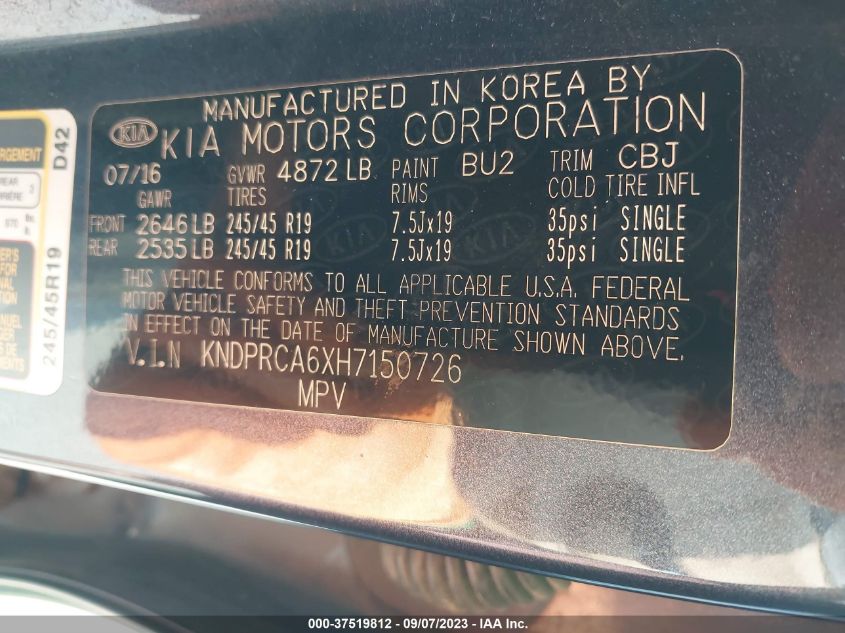 MANUFACTURED IN KOREA BY
KIA KIA MOTORS CORPORATION
07/16 GVWR 4872 LB PAINT BU2 TRIM CBJ
GAWR TIRES RIMS COLD TIRE INFL
FRONT 2646 LB 245/45 R19 7.5Jx19 35psi SINGLE
REAR 2535 LB 245/45 R19 7.5Jx19 35psi SINGLE
THIS VEHICLE CONFORMS TO ALL APPLICABLE U.S.A. FEDERAL
MOTOR VEHICLE SAFETY AND THEFT PREVENTION STANDARDS
IN EFFECT ON THE DATE OF MANUFACTURE SHOWN ABOVE.
V.I.N KNDPRCA6XH7150726
MPV
D42
245/45R19
REAR 3
000-37519812 - 09/07/2023 - IAA Inc.